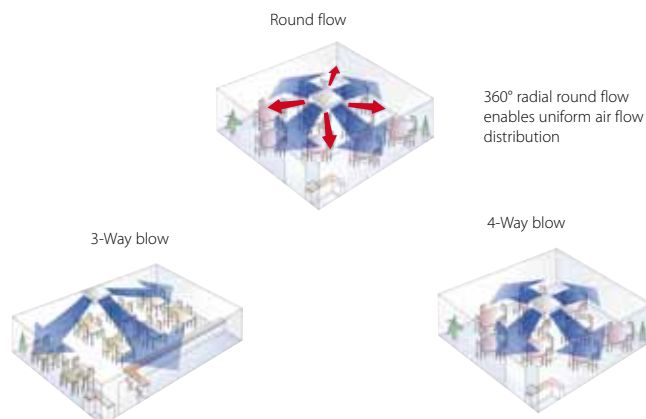 Round flow
360° radial round flow
enables uniform air flow
distribution
3-Way blow
4-Way blow